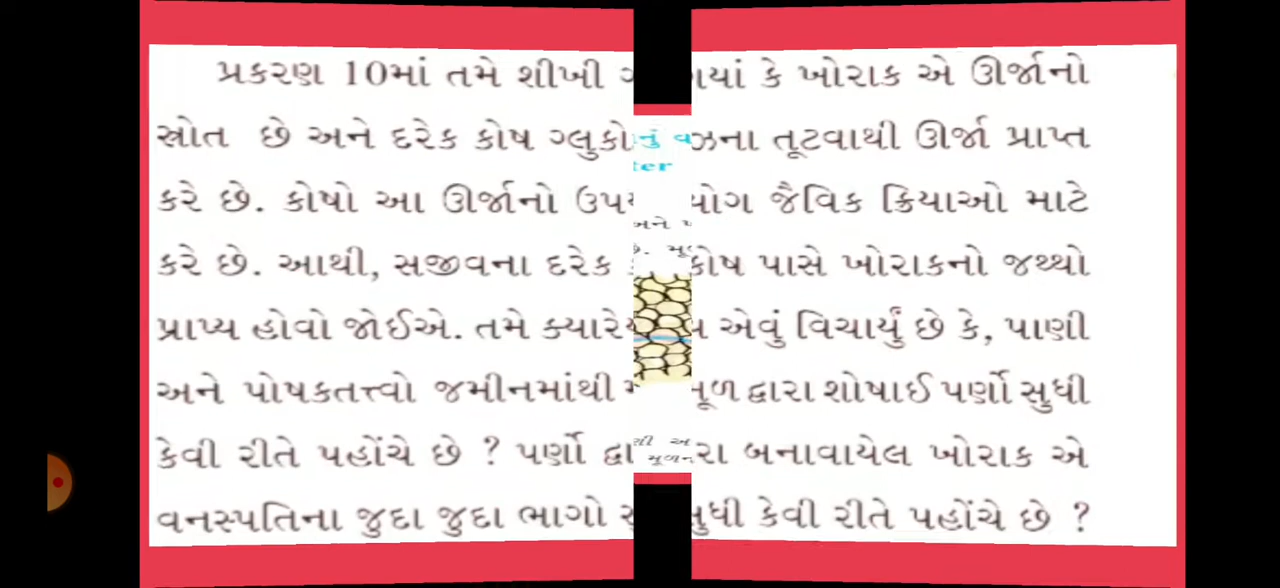 પ્રકરણ 10માં તમે શીખી ગયાં કે ખોરાક એ ઊર્જાનો
સ્રોત છે અને દરેક કોષ ગ્લુકોઝના તૂટવાથી ઊર્જા પ્રાપ્ત
કરે છે. કોષો આ ઊર્જાનો ઉપયોગ જૈવિક ક્રિયાઓ માટે
કરે છે. આથી, સજીવના દરેક કોષ પાસે ખોરાકનો જથ્થો
પ્રાપ્ય હોવો જોઈએ. તમે ક્યારેય એવું વિચાર્યું છે કે, પાણી
અને પોષકતત્ત્વો જમીનમાંથી મૂળ દ્વારા શોષાઈ પર્ણો સુધી
કેવી રીતે પહોંચે છે ? પર્ણો દ્વારા બનાવાયેલ ખોરાક એ
વનસ્પતિના જુદા જુદા ભાગો સુધી કેવી રીતે પહોંચે છે ?